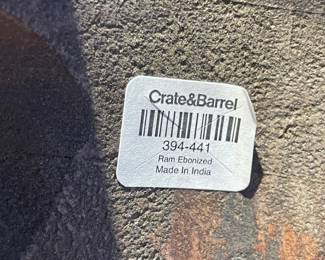 Crate&Barrel
394-441
Ram Ebonized
Made In India